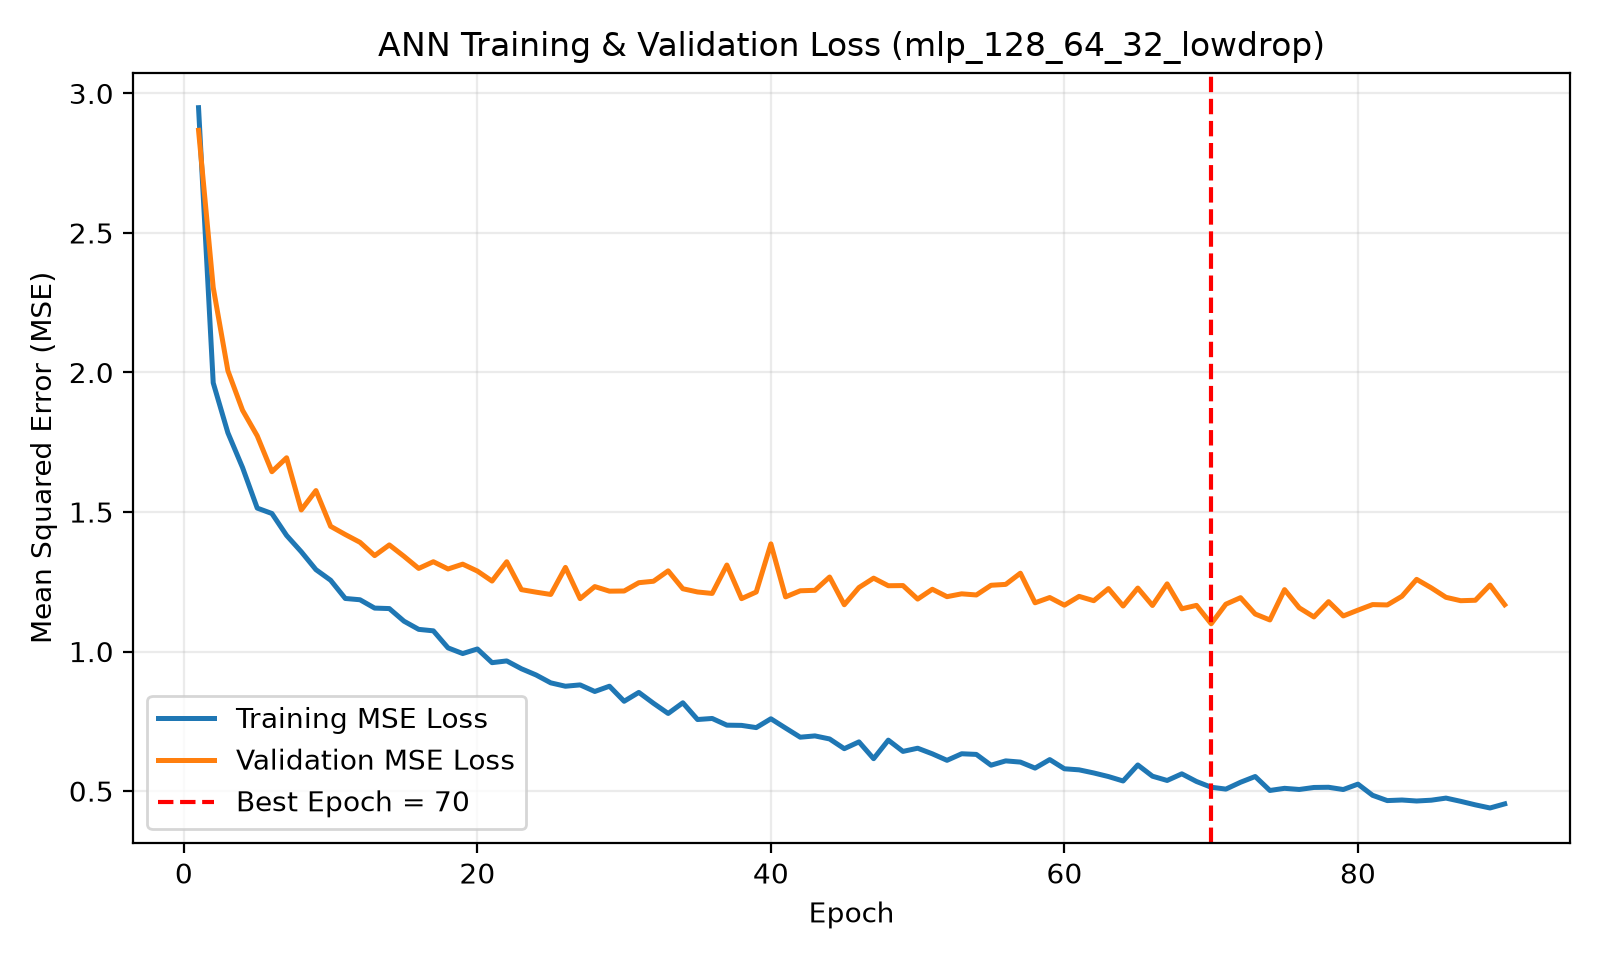 ANN Training & Validation Loss (mlp_128_64_32_lowdrop)
Mean Squared Error (MSE)
3.0
2.5
2.0
1.5
1.0
0.5
Training MSE Loss
Validation MSE Loss
Best Epoch = 70
0 20 40 60 80
Epoch